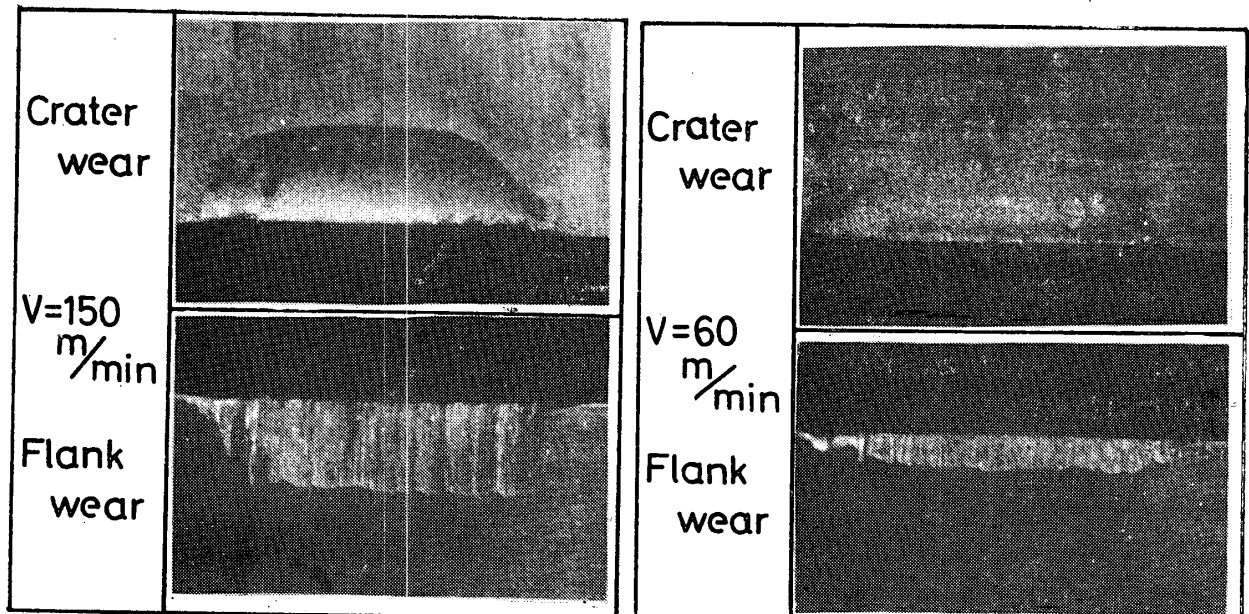 Crater
wear
V=150
m/min
Flank
wear
Crater
wear
V=60
m/min
Flank
wear